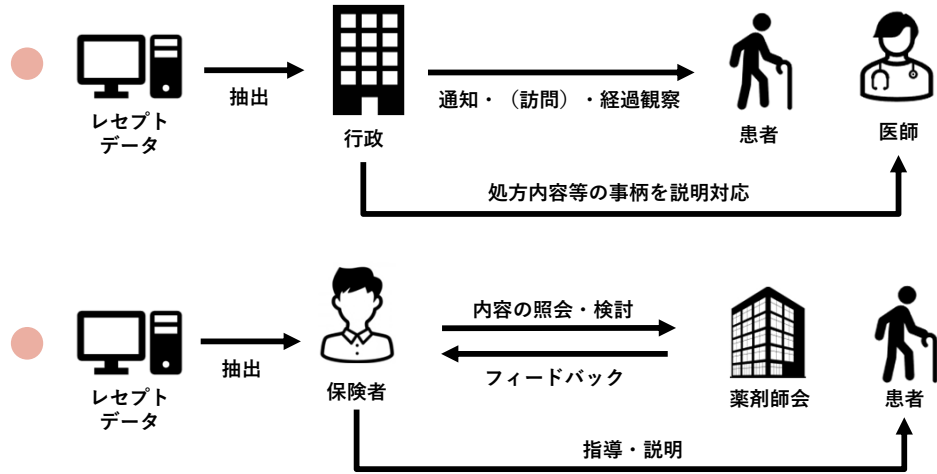 抽出
通知・（訪問）・経過観察
レセプト
データ
行政
患者
医師
処方内容等の事柄を説明対応
内容の照会・検討
抽出
フィードバック
レセプト
データ
保険者
薬剤師会
患者
指導・説明